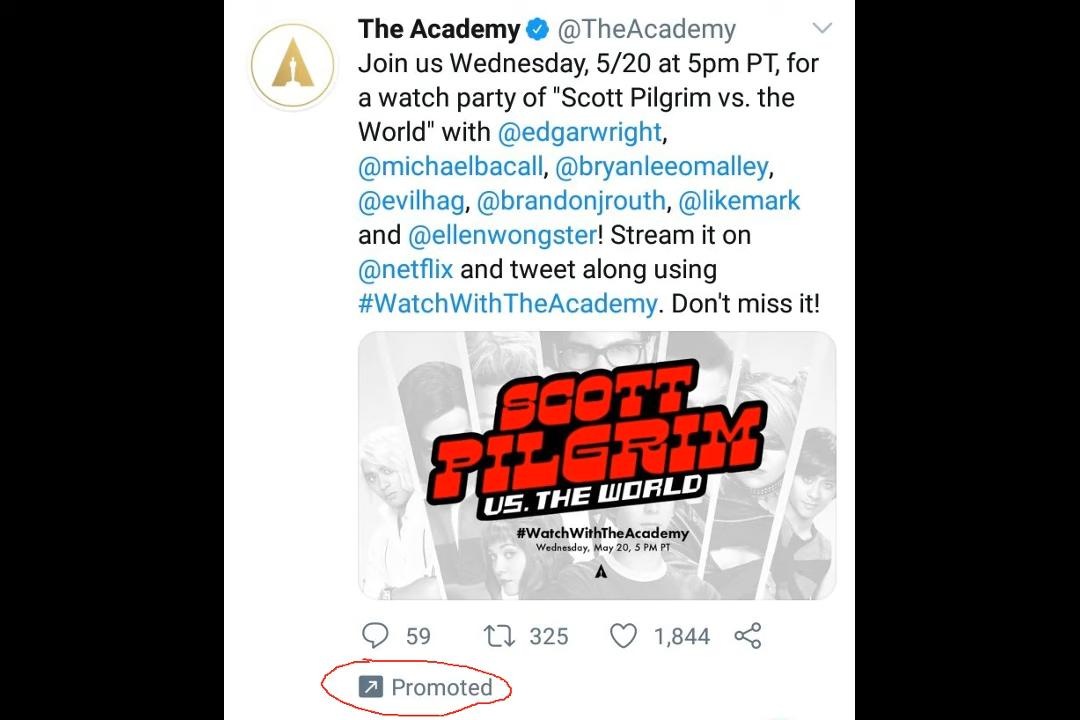 The Academy @TheAcademy
Join us Wednesday, 5/20 at 5pm PT, for
a watch party of "Scott Pilgrim vs. the
World" with @edgarwright,
@michaelbacall, @bryanleeomalley,
@evilhag, @brandonjrouth, @likemark
and @ellenwongster! Stream it on
@netflix and tweet along using
#WatchWithTheAcademy. Don't miss it!
SCOTT
PILGRIM
VS. THE WORLD
#WatchWithTheAcademy
Wednesday, May 20, 5 PM PT
59 325 1,844
Promoted